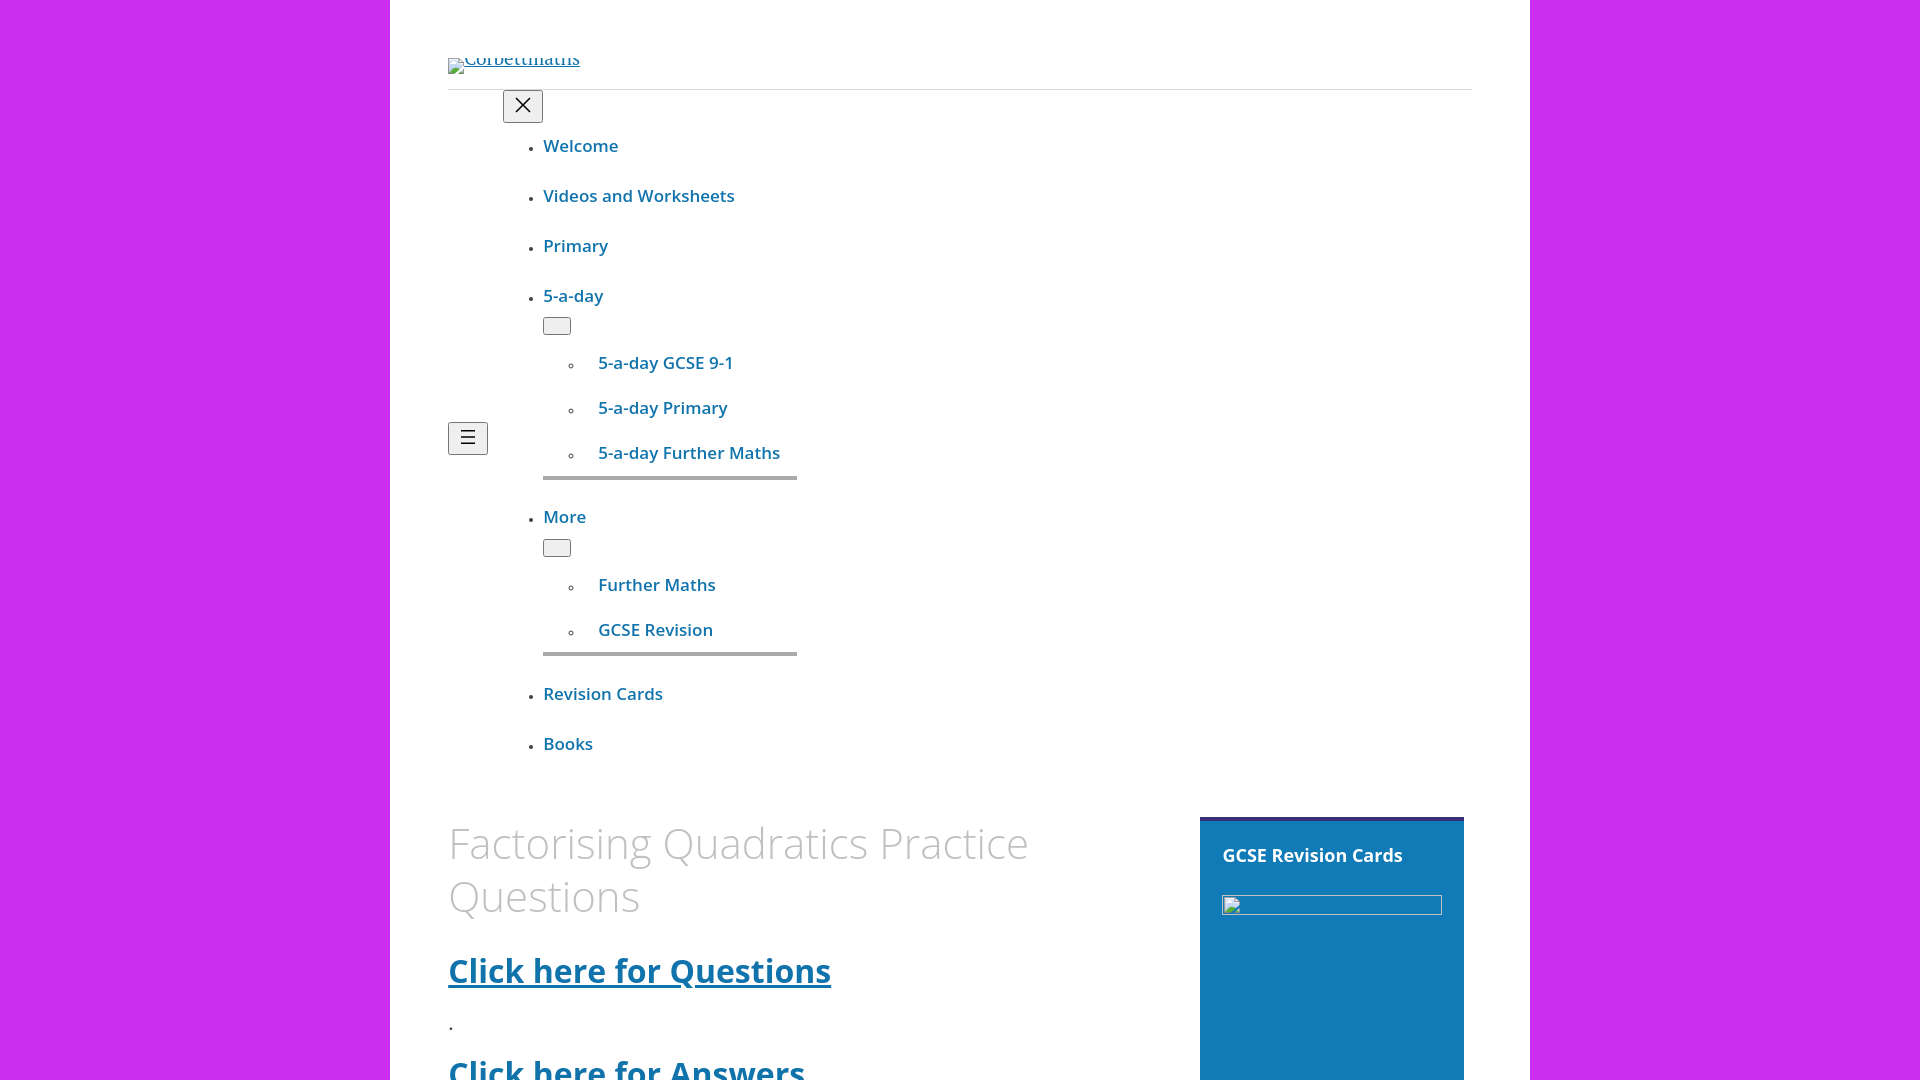 Corbettmaths
Welcome
Videos and Worksheets
Primary
5-a-day
5-a-day GCSE 9-1
5-a-day Primary
5-a-day Further Maths
More
Further Maths
GCSE Revision
Revision Cards
Books
Factorising Quadratics Practice
Questions
GCSE Revision Cards
Click here for Questions
.
Click here for Answers